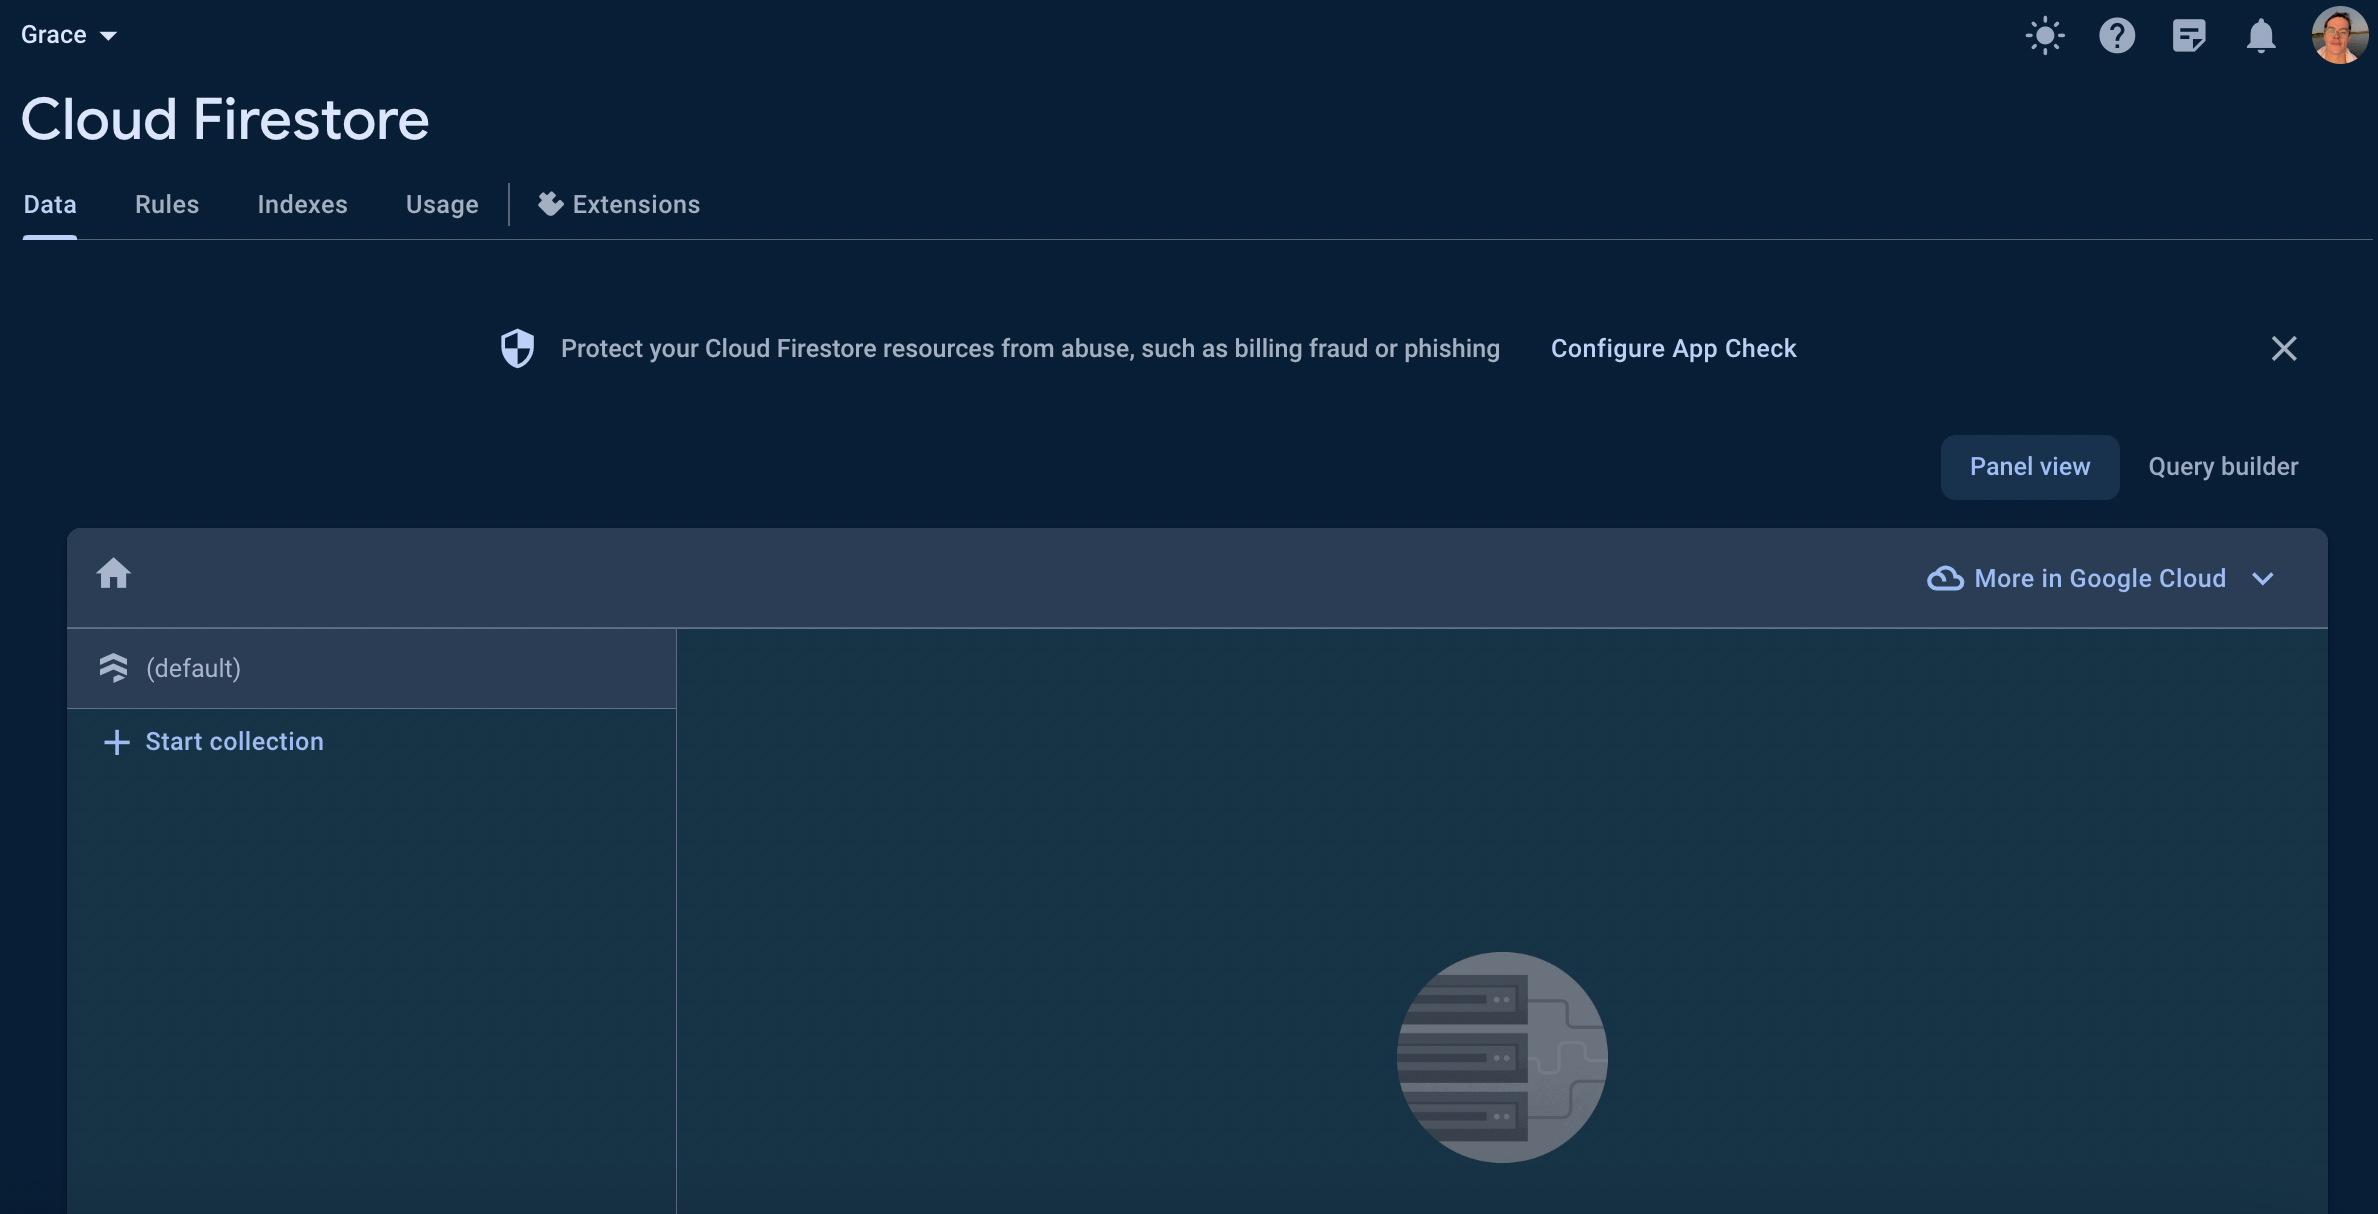 Grace
Cloud Firestore
Data Rules Indexes Usage Extensions
Protect your Cloud Firestore resources from abuse, such as billing fraud or phishing Configure App Check
Panel view Query builder
More in Google Cloud
(default)
Start collection